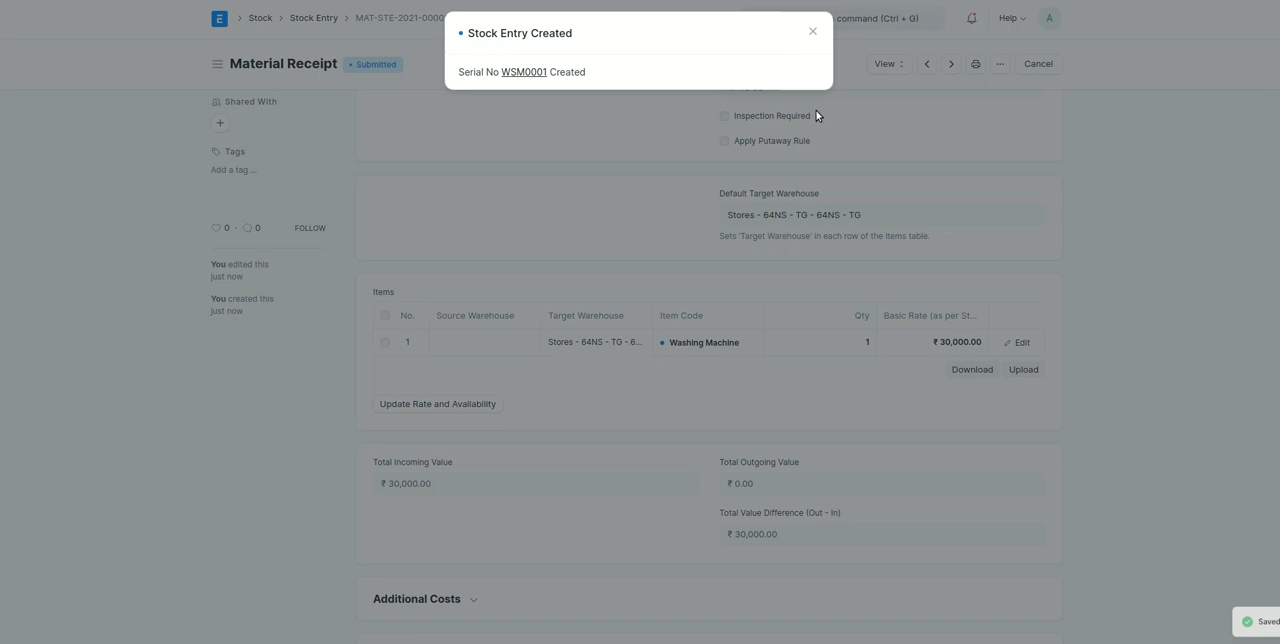 E Stock Stock Entry MAT-STE-2021-0000
command (Ctrl + G) Help A
Stock Entry Created
Serial No WSM0001 Created
Material Receipt Submitted
View Cancel
Shared With
Tags
Add a tag ...
0 · 0 FOLLOW
You edited this
just now
You created this
just now
Inspection Required
Apply Putaway Rule
Default Target Warehouse
Stores - 64NS - TG - 64NS - TG
Sets 'Target Warehouse' in each row of the items table.
Items
No. Source Warehouse Target Warehouse Item Code Qty Basic Rate (as per St...
1 Stores - 64NS - TG - 6... Washing Machine 1 ₹ 30,000.00 Edit
Download Upload
Update Rate and Availability
Total Incoming Value
₹ 30,000.00
Total Outgoing Value
₹ 0.00
Total Value Difference (Out - In)
₹ 30,000.00
Additional Costs
Saved